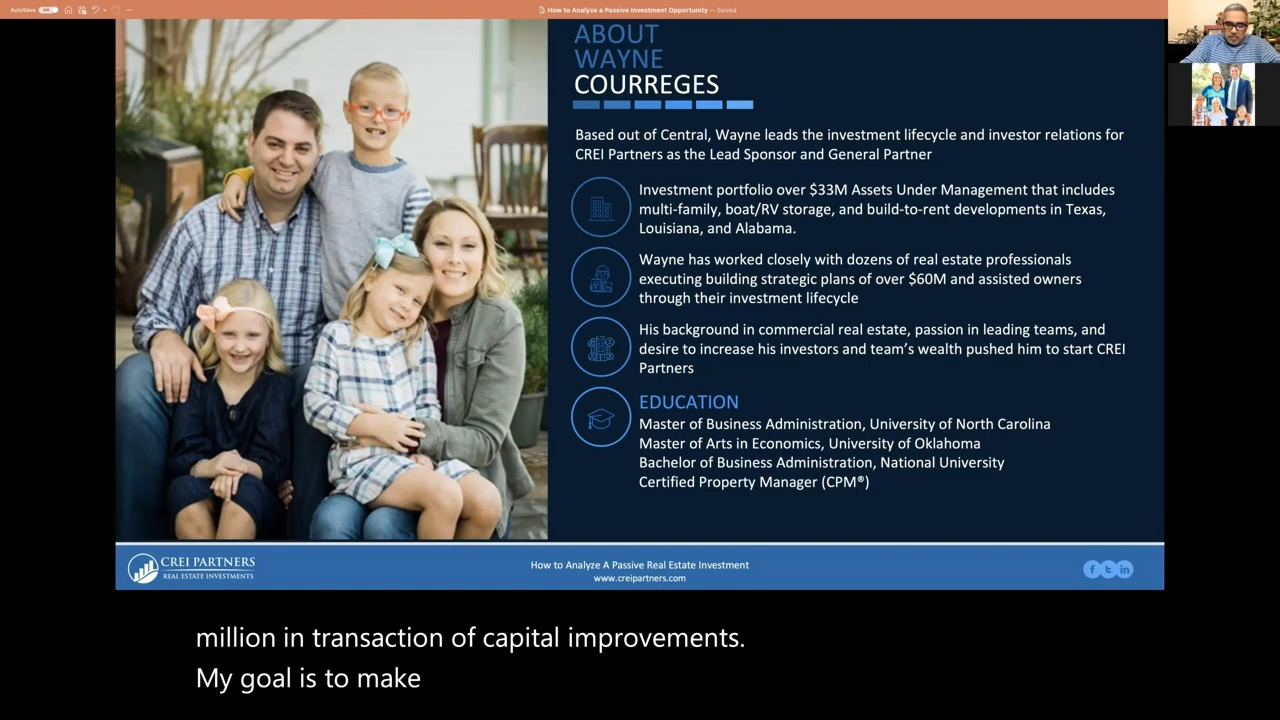 AutoSave ON
How to Analyze a Passive Investment Opportunity — Saved
ABOUT
WAYNE
COURREGES
Based out of Central, Wayne leads the investment lifecycle and investor relations for
CREI Partners as the Lead Sponsor and General Partner
Investment portfolio over $33M Assets Under Management that includes
multi-family, boat/RV storage, and build-to-rent developments in Texas,
Louisiana, and Alabama.
Wayne has worked closely with dozens of real estate professionals
executing building strategic plans of over $60M and assisted owners
through their investment lifecycle
His background in commercial real estate, passion in leading teams, and
desire to increase his investors and team's wealth pushed him to start CREI
Partners
EDUCATION
Master of Business Administration, University of North Carolina
Master of Arts in Economics, University of Oklahoma
Bachelor of Business Administration, National University
Certified Property Manager (CPM®)
CREI PARTNERS
REAL ESTATE INVESTMENTS
How to Analyze A Passive Real Estate Investment
www.creipartners.com
f t in
million in transaction of capital improvements.
My goal is to make